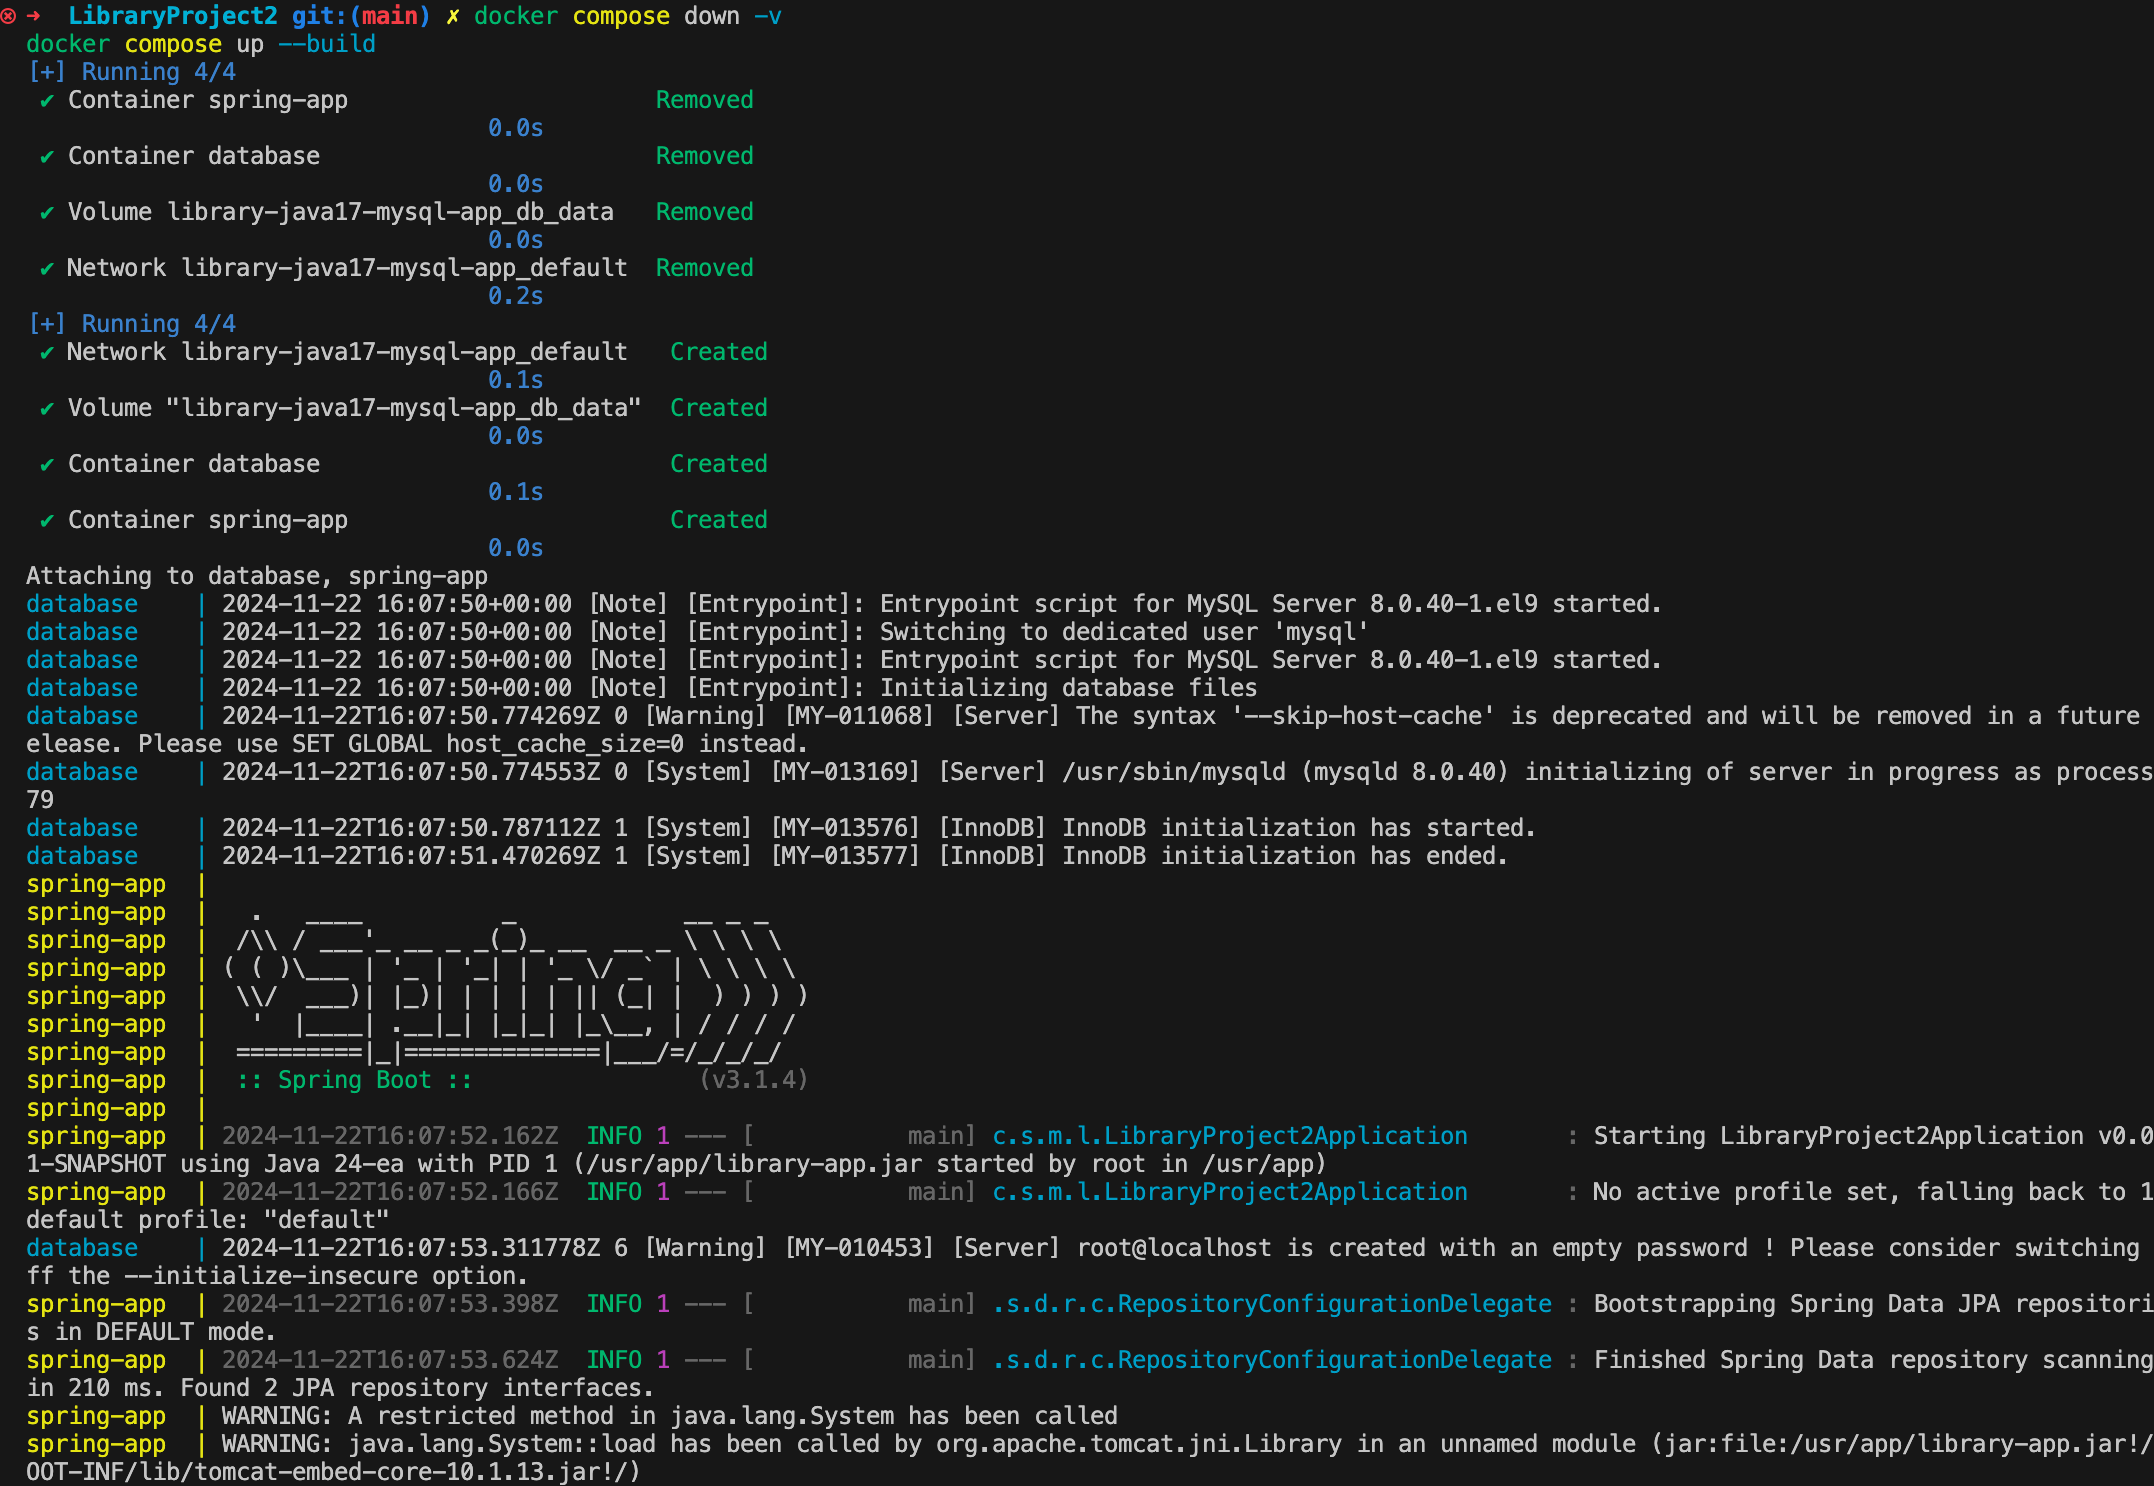 ⊗ ➜  LibraryProject2 git:(main) ✗ docker compose down -v
docker compose up --build
[+] Running 4/4
 ✔ Container spring-app                      Removed
                                 0.0s
 ✔ Container database                        Removed
                                 0.0s
 ✔ Volume library-java17-mysql-app_db_data   Removed
                                 0.0s
 ✔ Network library-java17-mysql-app_default  Removed
                                 0.2s
[+] Running 4/4
 ✔ Network library-java17-mysql-app_default   Created
                                 0.1s
 ✔ Volume "library-java17-mysql-app_db_data"  Created
                                 0.0s
 ✔ Container database                         Created
                                 0.1s
 ✔ Container spring-app                       Created
                                 0.0s
Attaching to database, spring-app
database    | 2024-11-22 16:07:50+00:00 [Note] [Entrypoint]: Entrypoint script for MySQL Server 8.0.40-1.el9 started.
database    | 2024-11-22 16:07:50+00:00 [Note] [Entrypoint]: Switching to dedicated user 'mysql'
database    | 2024-11-22 16:07:50+00:00 [Note] [Entrypoint]: Entrypoint script for MySQL Server 8.0.40-1.el9 started.
database    | 2024-11-22 16:07:50+00:00 [Note] [Entrypoint]: Initializing database files
database    | 2024-11-22T16:07:50.774269Z 0 [Warning] [MY-011068] [Server] The syntax '--skip-host-cache' is deprecated and will be removed in a future
elease. Please use SET GLOBAL host_cache_size=0 instead.
database    | 2024-11-22T16:07:50.774553Z 0 [System] [MY-013169] [Server] /usr/sbin/mysqld (mysqld 8.0.40) initializing of server in progress as process
79
database    | 2024-11-22T16:07:50.787112Z 1 [System] [MY-013576] [InnoDB] InnoDB initialization has started.
database    | 2024-11-22T16:07:51.470269Z 1 [System] [MY-013577] [InnoDB] InnoDB initialization has ended.
spring-app  |
spring-app  |   .   ____          _            __ _ _
spring-app  |  /\\ / ___'_ __ _ _(_)_ __  __ _ \ \ \ \
spring-app  | ( ( )\___ | '_ | '_| | '_ \/ _` | \ \ \ \
spring-app  |  \\/  ___)| |_)| | | | | || (_| |  ) ) ) )
spring-app  |   '  |____| .__|_| |_|_| |_\__, | / / / /
spring-app  |  =========|_|==============|___/=/_/_/_/
spring-app  |  :: Spring Boot ::                (v3.1.4)
spring-app  |
spring-app  | 2024-11-22T16:07:52.162Z  INFO 1 --- [           main] c.s.m.l.LibraryProject2Application       : Starting LibraryProject2Application v0.0
1-SNAPSHOT using Java 24-ea with PID 1 (/usr/app/library-app.jar started by root in /usr/app)
spring-app  | 2024-11-22T16:07:52.166Z  INFO 1 --- [           main] c.s.m.l.LibraryProject2Application       : No active profile set, falling back to 1
default profile: "default"
database    | 2024-11-22T16:07:53.311778Z 6 [Warning] [MY-010453] [Server] root@localhost is created with an empty password ! Please consider switching
ff the --initialize-insecure option.
spring-app  | 2024-11-22T16:07:53.398Z  INFO 1 --- [           main] .s.d.r.c.RepositoryConfigurationDelegate : Bootstrapping Spring Data JPA repositori
s in DEFAULT mode.
spring-app  | 2024-11-22T16:07:53.624Z  INFO 1 --- [           main] .s.d.r.c.RepositoryConfigurationDelegate : Finished Spring Data repository scanning
in 210 ms. Found 2 JPA repository interfaces.
spring-app  | WARNING: A restricted method in java.lang.System has been called
spring-app  | WARNING: java.lang.System::load has been called by org.apache.tomcat.jni.Library in an unnamed module (jar:file:/usr/app/library-app.jar!/
OOT-INF/lib/tomcat-embed-core-10.1.13.jar!/)